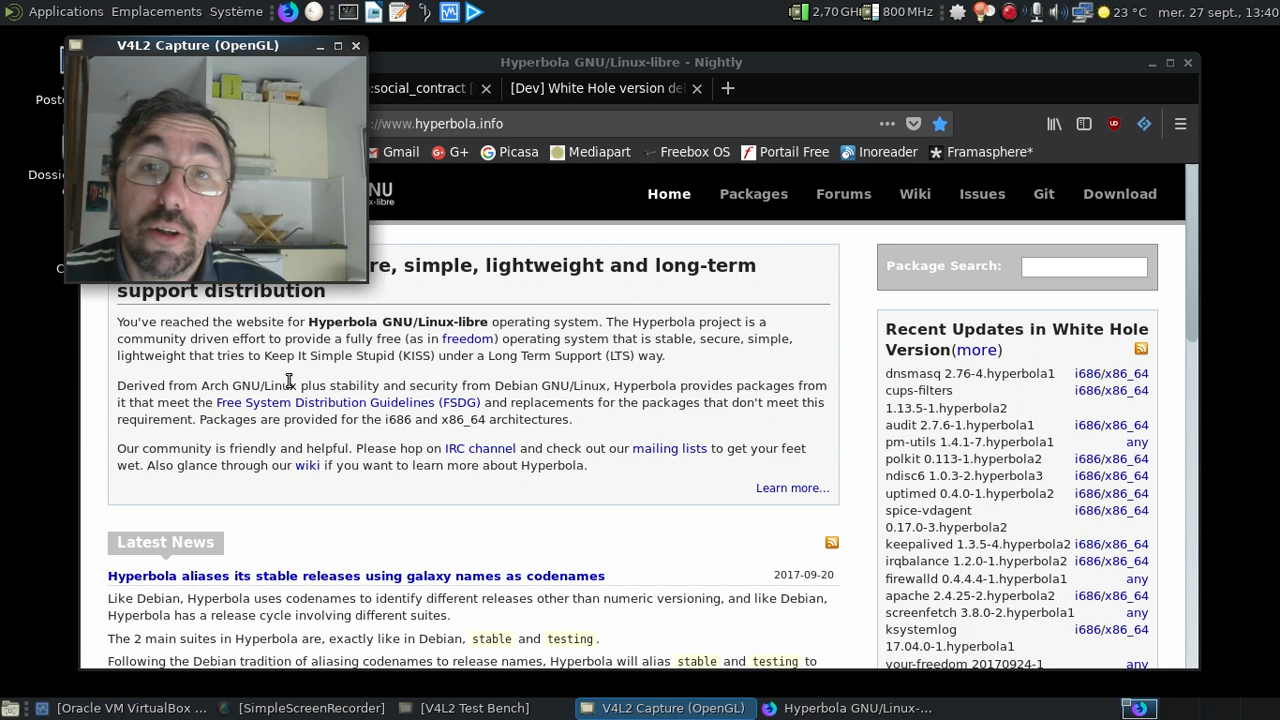 Applications Emplacements Système
2,70 GHz 800 MHz 23 °C mer. 27 sept., 13:40
V4L2 Capture (OpenGL)
Hyperbola GNU/Linux-libre - Nightly
:social_contract [Dev] White Hole version de
://www.hyperbola.info
Gmail G+ Picasa Mediapart Freebox OS Portail Free Inoreader Framasphere*
NU
x-libre
Home Packages Forums Wiki Issues Git Download
re, simple, lightweight and long-term
support distribution
You've reached the website for Hyperbola GNU/Linux-libre operating system. The Hyperbola project is a
community driven effort to provide a fully free (as in freedom) operating system that is stable, secure, simple,
lightweight that tries to Keep It Simple Stupid (KISS) under a Long Term Support (LTS) way.
Derived from Arch GNU/Linux plus stability and security from Debian GNU/Linux, Hyperbola provides packages from
it that meet the Free System Distribution Guidelines (FSDG) and replacements for the packages that don't meet this
requirement. Packages are provided for the i686 and x86_64 architectures.
Our community is friendly and helpful. Please hop on IRC channel and check out our mailing lists to get your feet
wet. Also glance through our wiki if you want to learn more about Hyperbola.
Learn more...
Latest News
Hyperbola aliases its stable releases using galaxy names as codenames 2017-09-20
Like Debian, Hyperbola uses codenames to identify different releases other than numeric versioning, and like Debian,
Hyperbola has a release cycle involving different suites.
The 2 main suites in Hyperbola are, exactly like in Debian, stable and testing.
Following the Debian tradition of aliasing codenames to release names, Hyperbola will alias stable and testing to
Package Search:
Recent Updates in White Hole
Version(more)
dnsmasq 2.76-4.hyperbola1 i686/x86_64
cups-filters i686/x86_64
1.13.5-1.hyperbola2
audit 2.7.6-1.hyperbola1 i686/x86_64
pm-utils 1.4.1-7.hyperbola1 any
polkit 0.113-1.hyperbola2 i686/x86_64
ndisc6 1.0.3-2.hyperbola3 i686/x86_64
uptimed 0.4.0-1.hyperbola2 i686/x86_64
spice-vdagent i686/x86_64
0.17.0-3.hyperbola2
keepalived 1.3.5-4.hyperbola2 i686/x86_64
irqbalance 1.2.0-1.hyperbola2 i686/x86_64
firewalld 0.4.4.4-1.hyperbola1 any
apache 2.4.25-2.hyperbola2 i686/x86_64
screenfetch 3.8.0-2.hyperbola1 any
ksystemlog i686/x86_64
17.04.0-1.hyperbola1
your-freedom 20170924-1 any
Poste
Dossie
[Oracle VM VirtualBox ... [SimpleScreenRecorder] [V4L2 Test Bench] V4L2 Capture (OpenGL) Hyperbola GNU/Linux-...